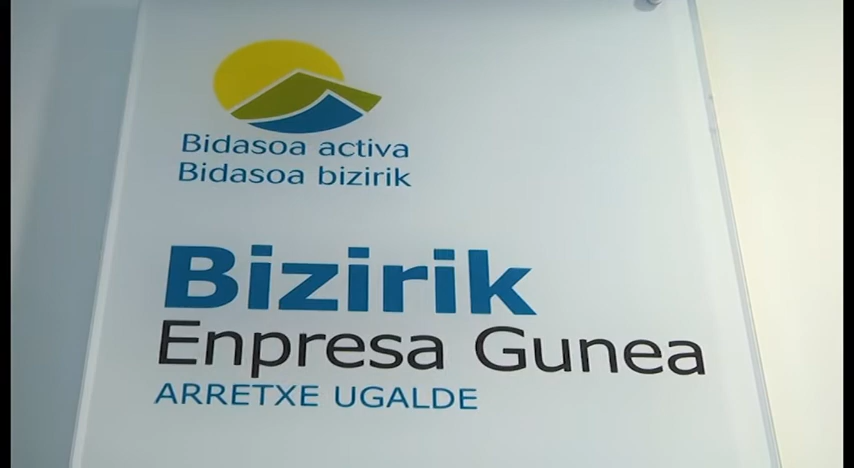 Bidasoa activa
Bidasoa bizirik
Bizirik
Enpresa Gunea
ARRETXE UGALDE